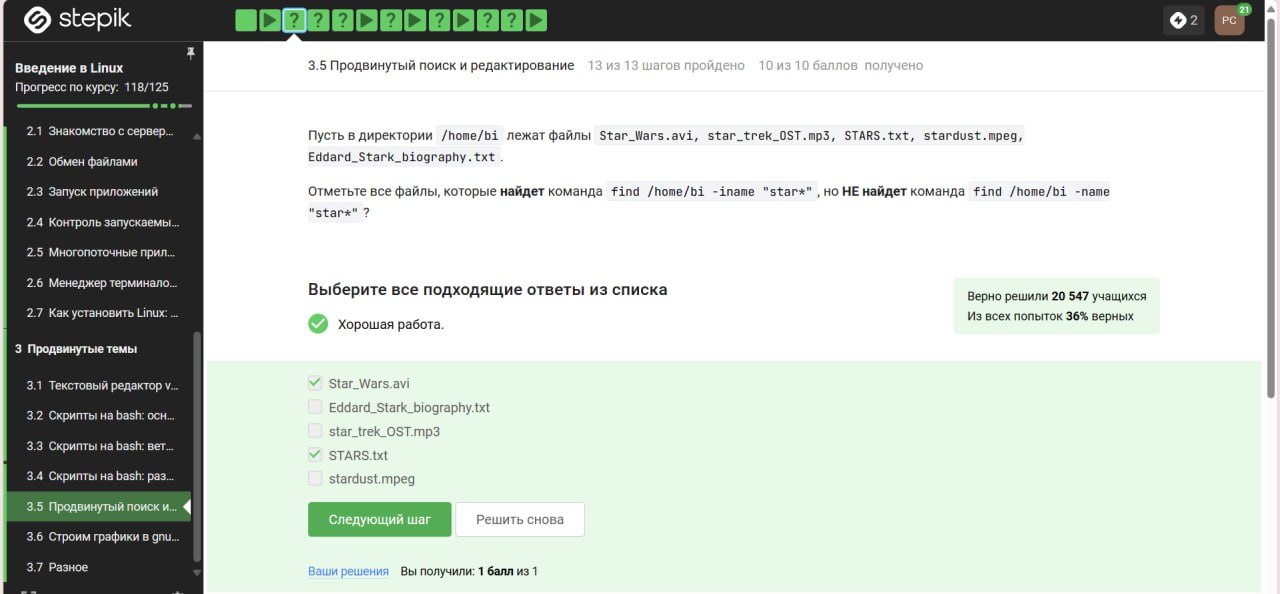 stepik
? ? ? ? ? ? ?
2
РС
21
Введение в Linux
Прогресс по курсу: 118/125
2.1 Знакомство с сервер...
2.2 Обмен файлами
2.3 Запуск приложений
2.4 Контроль запускаемы...
2.5 Многопоточные прил...
2.6 Менеджер терминало...
2.7 Как установить Linux: ...
3 Продвинутые темы
3.1 Текстовый редактор v...
3.2 Скрипты на bash: осн...
3.3 Скрипты на bash: вет...
3.4 Скрипты на bash: раз...
3.5 Продвинутый поиск и...
3.6 Строим графики в gnu...
3.7 Разное
3.5 Продвинутый поиск и редактирование 13 из 13 шагов пройдено 10 из 10 баллов получено
Пусть в директории /home/bi лежат файлы Star_Wars.avi, star_trek_OST.mp3, STARS.txt, stardust.mpeg,
Eddard_Stark_biography.txt .
Отметьте все файлы, которые найдет команда find /home/bi -iname "star*" , но НЕ найдет команда find /home/bi -name
"star*" ?
Выберите все подходящие ответы из списка
Хорошая работа.
Верно решили 20 547 учащихся
Из всех попыток 36% верных
Star_Wars.avi
Eddard_Stark_biography.txt
star_trek_OST.mp3
STARS.txt
stardust.mpeg
Следующий шаг
Решить снова
Ваши решения Вы получили: 1 балл из 1